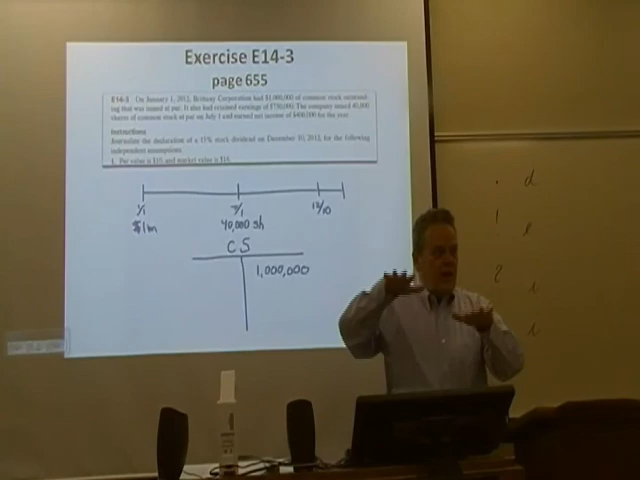 Exercise E14-3
page 655
E14-3 On January 1, 2012, Brittany Corporation had $1,000,000 of common stock outstand-
ing that was issued at par. It also had retained earnings of $750,000. The company issued 40,000
shares of common stock at par on July 1 and earned net income of $400,000 for the year.
Instructions
Journalize the declaration of a 15% stock dividend on December 10, 2012, for the following
independent assumptions.
1. Par value is $10, and market value is $18.
1/1 7/1 12/10
$1m 40,000 sh
CS
1,000,000
d
1
2